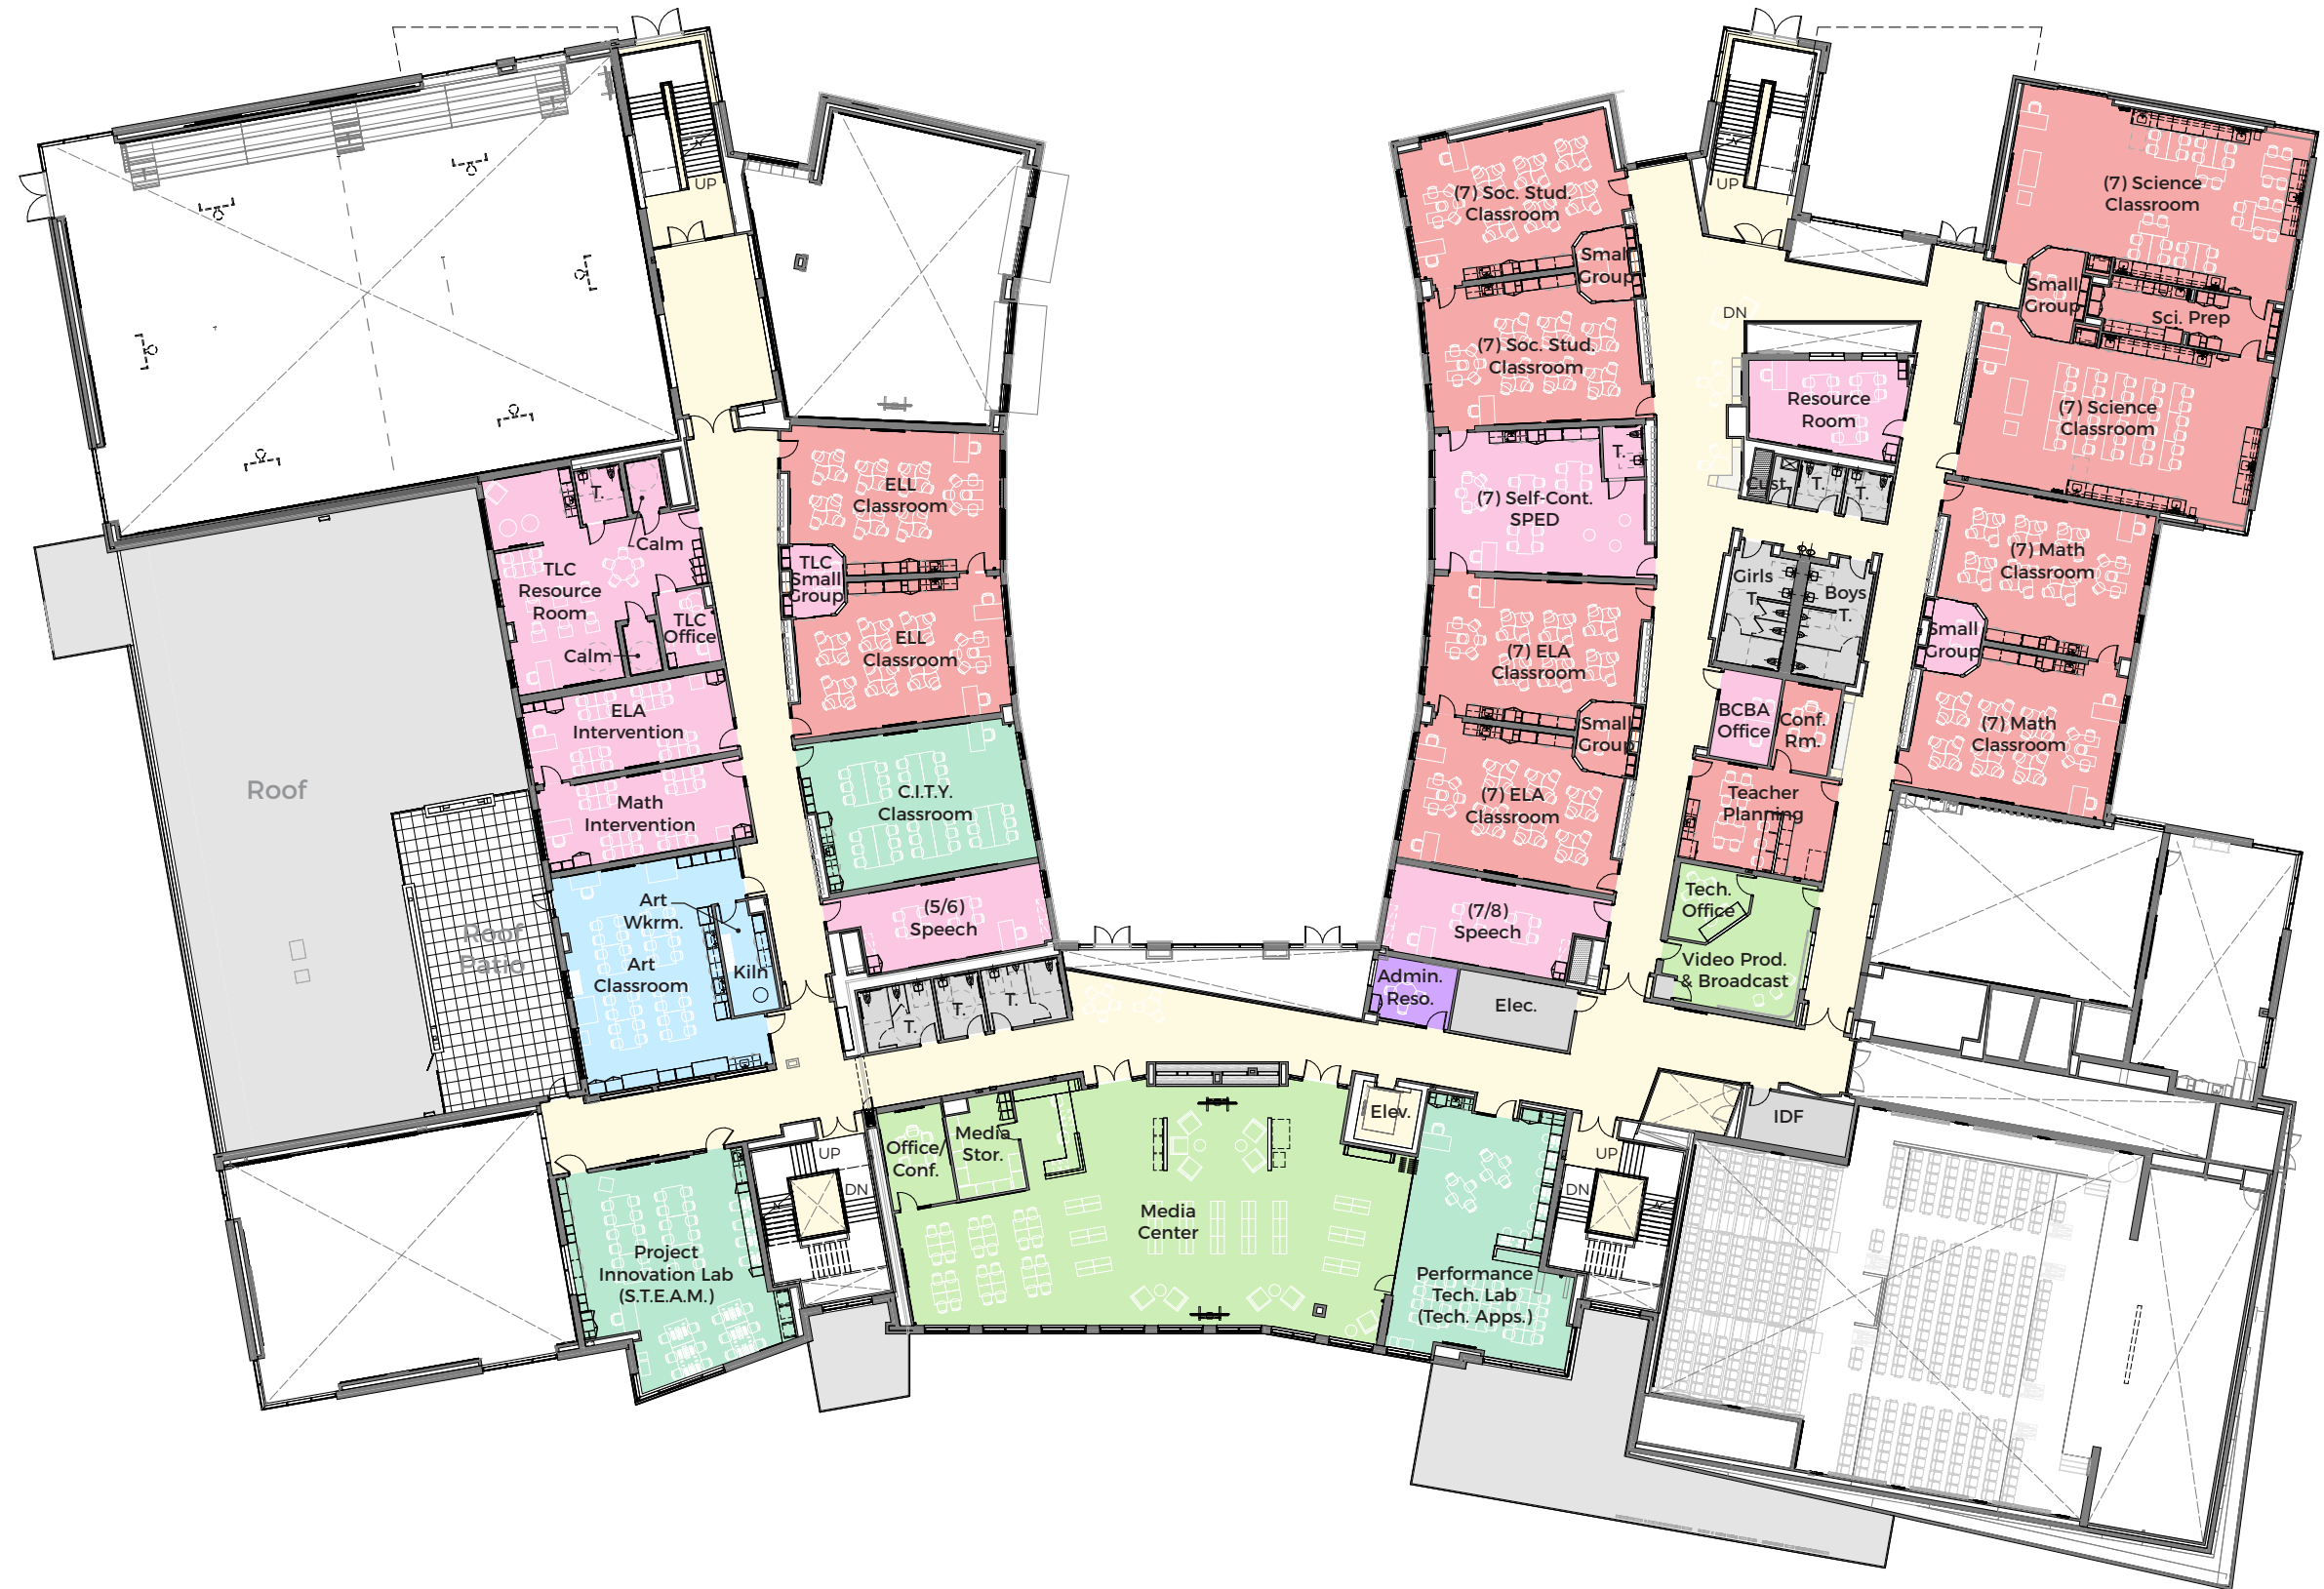 UP
(7) Soc. Stud.
Classroom
Small
Group
(7) Soc. Stud.
Classroom
UP
DN
(7) Science
Classroom
Small
Group
Sci. Prep
(7) Science
Classroom
Resource
Room
Cust.
T.
T.
ELL
Classroom
T.
Calm
TLC
Resource
Room
TLC
Office
Calm
TLC
Small
Group
ELL
Classroom
T.
(7) Self-Cont.
SPED
Girls
T.
Boys
T.
(7) Math
Classroom
Small
Group
(7) Math
Classroom
(7) ELA
Classroom
Small
Group
(7) ELA
Classroom
BCBA
Office
Conf.
Rm.
Teacher
Planning
ELA
Intervention
Math
Intervention
C.I.T.Y.
Classroom
Roof
Roof
Patio
Art
Wkrm.
Art
Classroom
Kiln
(5/6)
Speech
T.
T.
T.
(7/8)
Speech
Admin.
Reso.
Elec.
Tech.
Office
Video Prod.
& Broadcast
Elev.
IDF
Office/
Conf.
Media
Stor.
UP
DN
UP
DN
Media
Center
Project
Innovation Lab
(S.T.E.A.M.)
Performance
Tech. Lab
(Tech. Apps.)